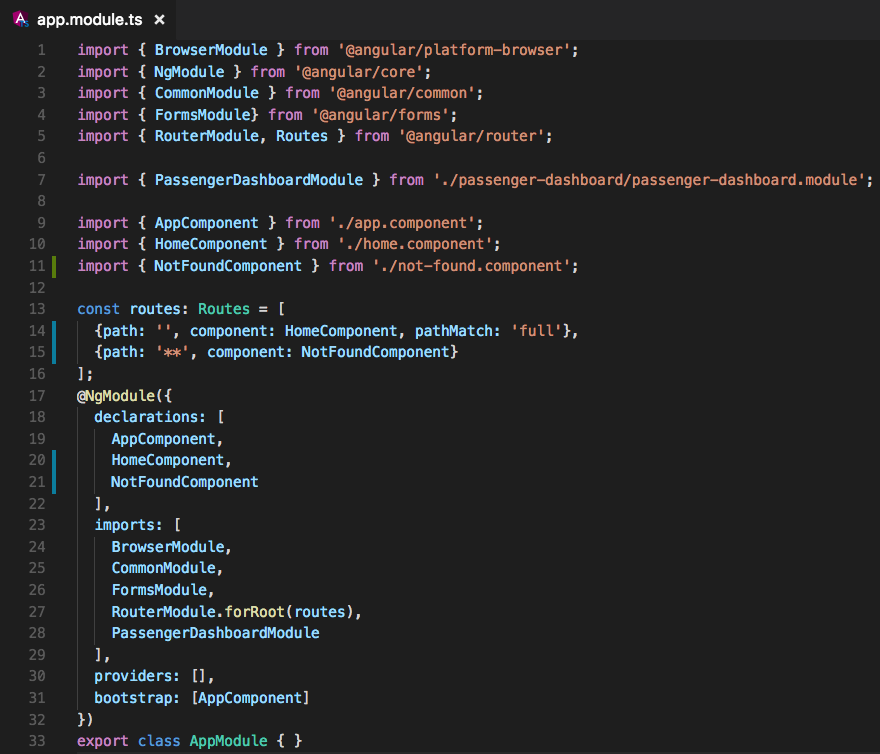 app.module.ts ×
1 import { BrowserModule } from '@angular/platform-browser';
2 import { NgModule } from '@angular/core';
3 import { CommonModule } from '@angular/common';
4 import { FormsModule} from '@angular/forms';
5 import { RouterModule, Routes } from '@angular/router';
6
7 import { PassengerDashboardModule } from './passenger-dashboard/passenger-dashboard.module';
8
9 import { AppComponent } from './app.component';
10 import { HomeComponent } from './home.component';
11 import { NotFoundComponent } from './not-found.component';
12
13 const routes: Routes = [
14   {path: '', component: HomeComponent, pathMatch: 'full'},
15   {path: '**', component: NotFoundComponent}
16 ];
17 @NgModule({
18   declarations: [
19     AppComponent,
20     HomeComponent,
21     NotFoundComponent
22   ],
23   imports: [
24     BrowserModule,
25     CommonModule,
26     FormsModule,
27     RouterModule.forRoot(routes),
28     PassengerDashboardModule
29   ],
30   providers: [],
31   bootstrap: [AppComponent]
32 })
33 export class AppModule { }